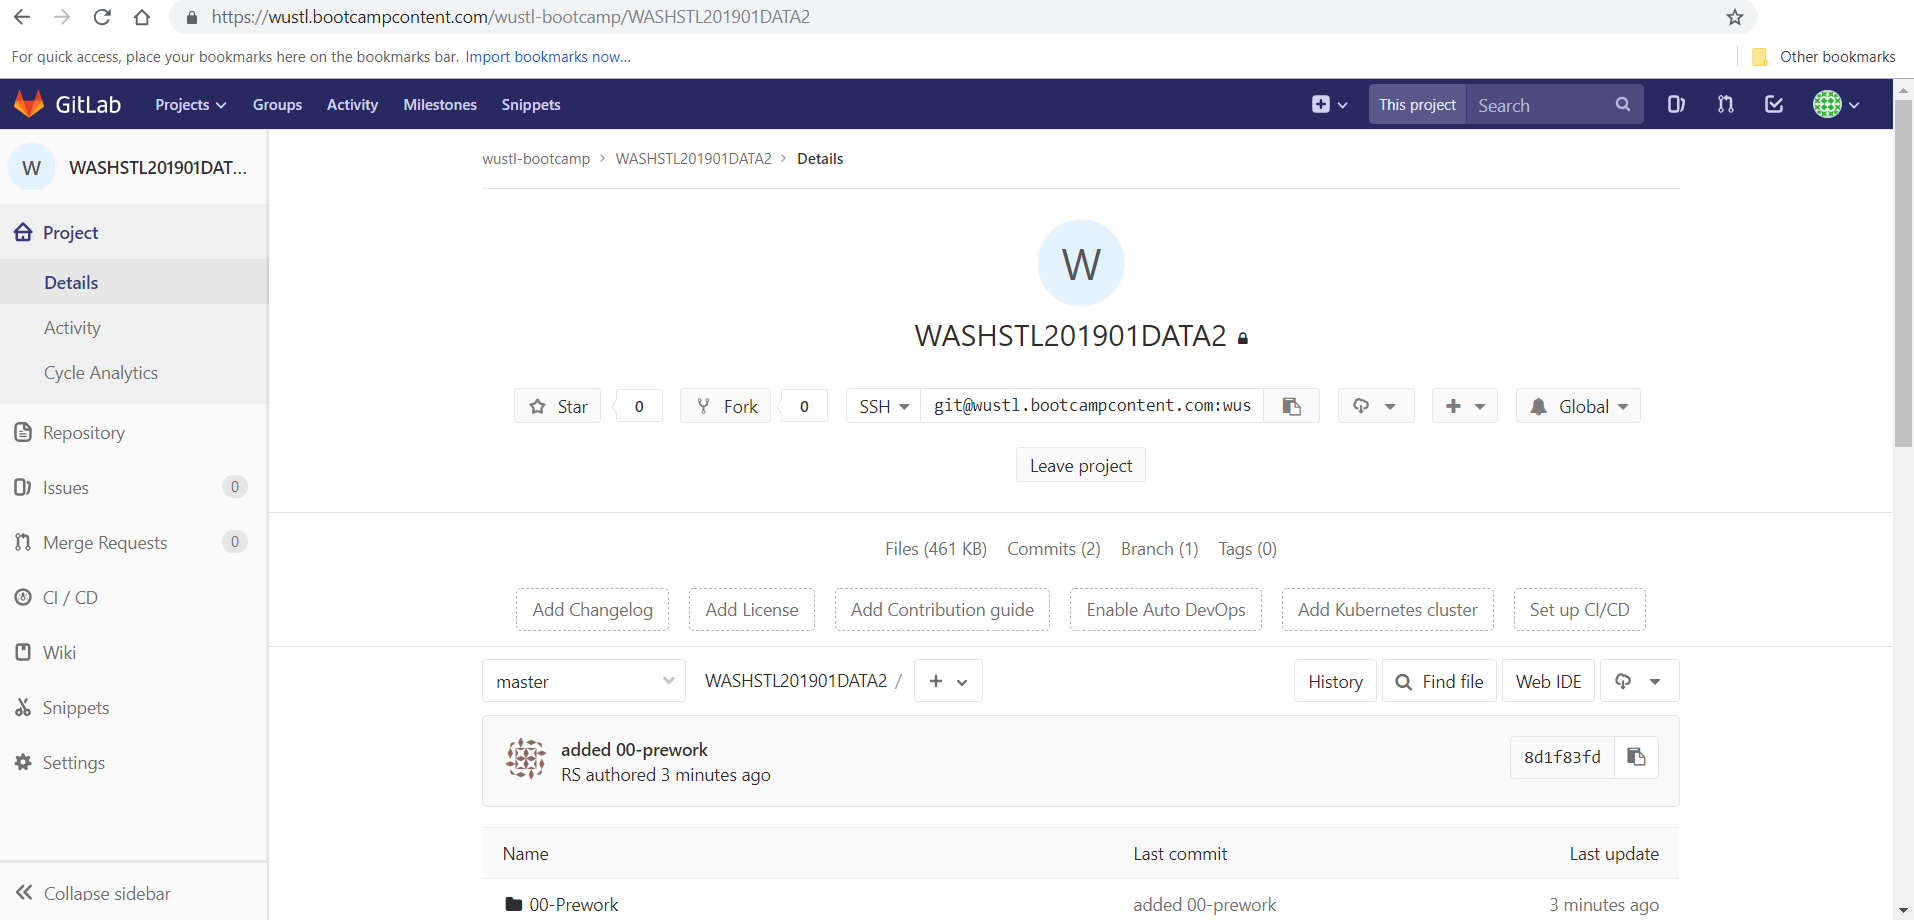 https://wustl.bootcampcontent.com/wustl-bootcamp/WASHSTL201901DATA2
For quick access, place your bookmarks here on the bookmarks bar. Import bookmarks now... Other bookmarks
GitLab Projects Groups Activity Milestones Snippets This project Search
W WASHSTL201901DAT...
wustl-bootcamp > WASHSTL201901DATA2 > Details
Project
Details
Activity
Cycle Analytics
Repository
Issues 0
Merge Requests 0
CI / CD
Wiki
Snippets
Settings
Collapse sidebar
W
WASHSTL201901DATA2
Star 0 Fork 0 SSH git@wustl.bootcampcontent.com:wus Global
Leave project
Files (461 KB) Commits (2) Branch (1) Tags (0)
Add Changelog Add License Add Contribution guide Enable Auto DevOps Add Kubernetes cluster Set up CI/CD
master WASHSTL201901DATA2 / + History Find file Web IDE
added 00-prework
RS authored 3 minutes ago
8d1f83fd
Name Last commit Last update
00-Prework added 00-prework 3 minutes ago